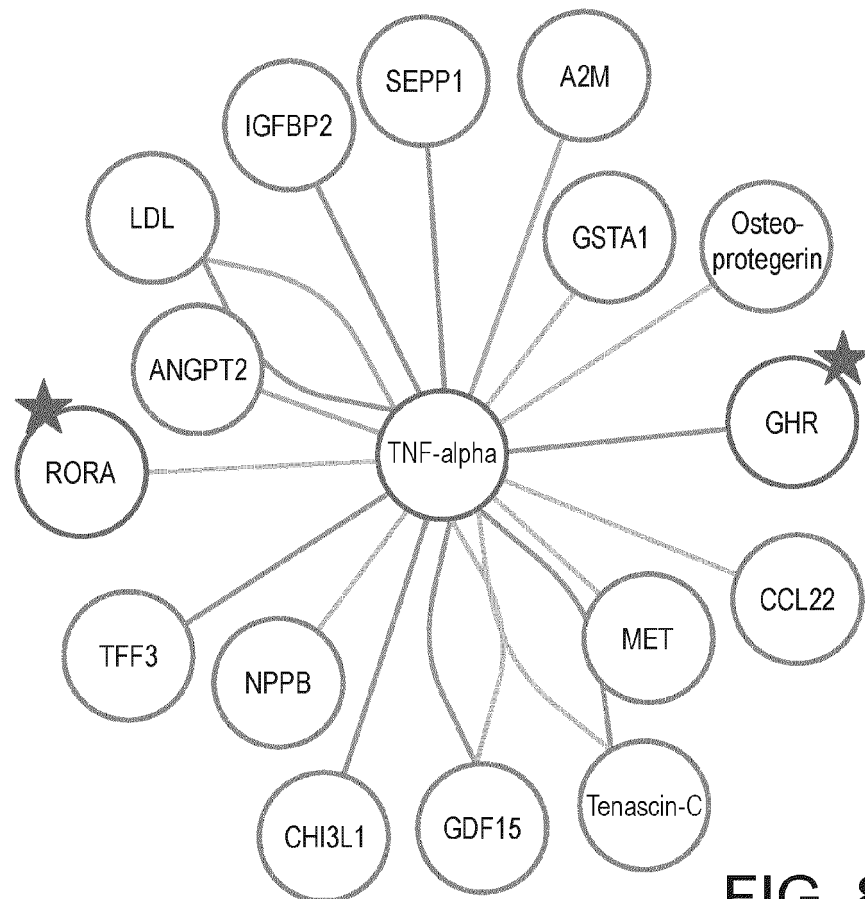 SEPP1
A2M
IGFBP2
LDL
GSTA1
Osteo-
protegerin
ANGPT2
GHR
TNF-alpha
RORA
CCL22
MET
TFF3
NPPB
Tenascin-C
CHI3L1
GDF15
FIG.